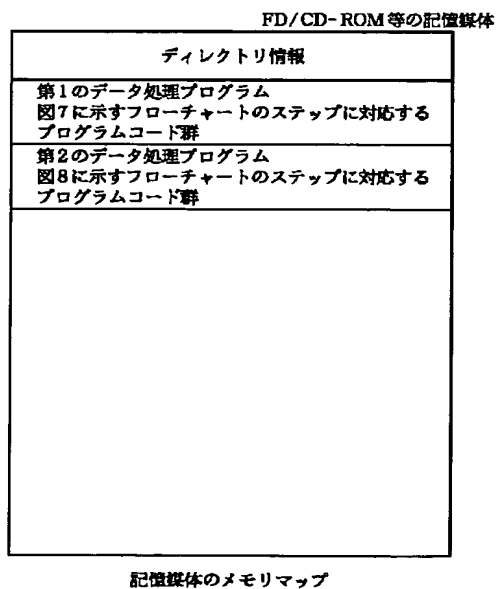 FD/CD-ROM等の記憶媒体
ディレクトリ情報
第1のデータ処理プログラム
図7に示すフローチャートのステップに対応する
プログラムコード群
第2のデータ処理プログラム
図8に示すフローチャートのステップに対応する
プログラムコード群
記憶媒体のメモリマップ